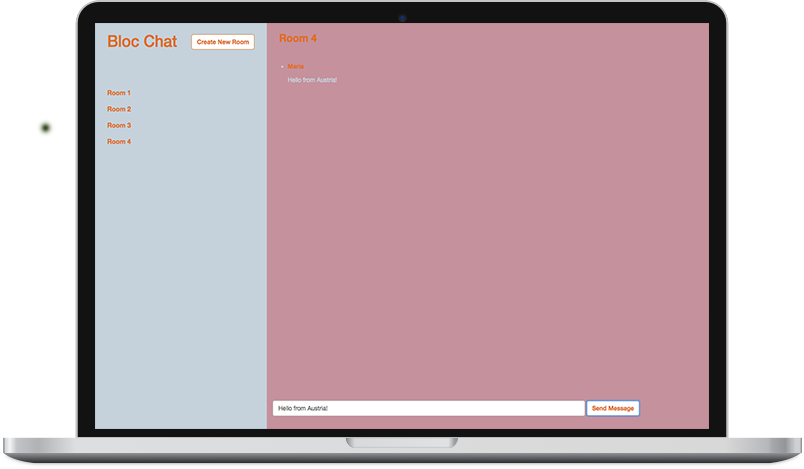 Bloc Chat
Create New Room
Room 1
Room 2
Room 3
Room 4
Room 4
Maria
Hello from Austria!
Hello from Austria!
Send Message